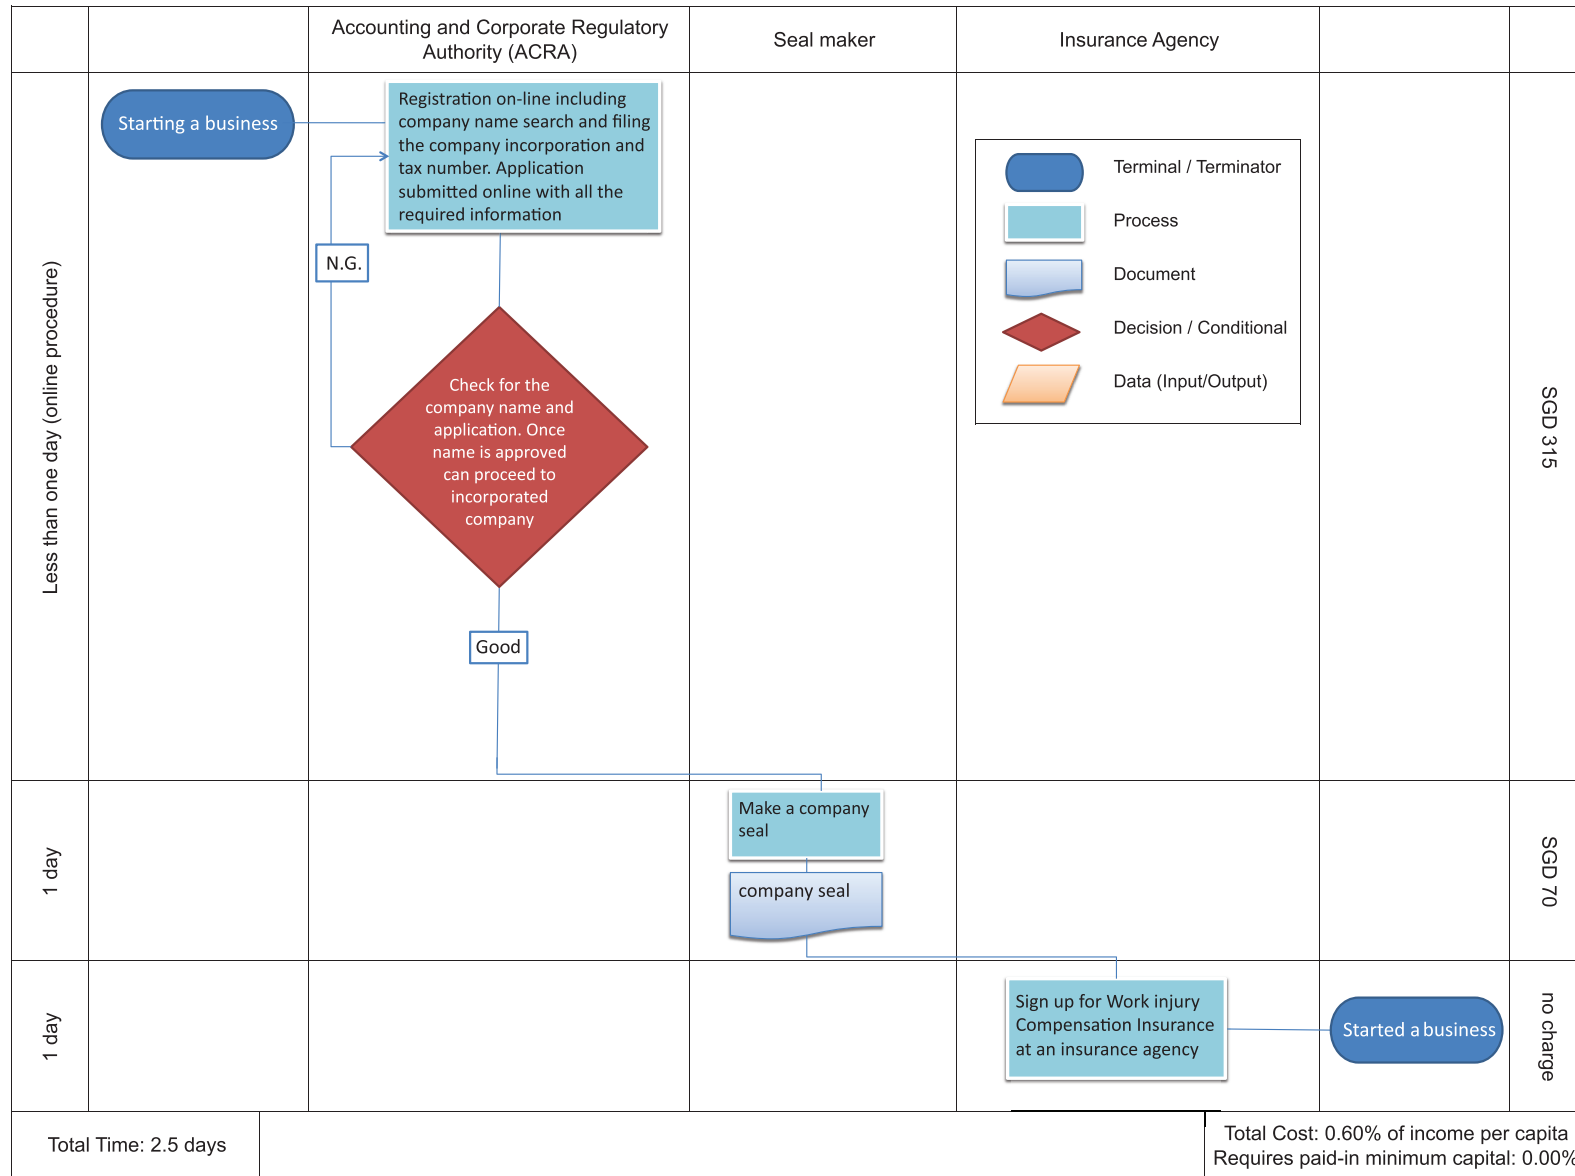 Accounting and Corporate Regulatory
Authority (ACRA)
Seal maker
Insurance Agency
Less than one day (online procedure)
Starting a business
Registration on-line including
company name search and filing
the company incorporation and
tax number. Application
submitted online with all the
required information
N.G.
Check for the
company name and
application. Once
name is approved
can proceed to
incorporated
company
Good
Terminal / Terminator
Process
Document
Decision / Conditional
Data (Input/Output)
SGD 315
1 day
Make a company
seal
company seal
SGD 70
1 day
Sign up for Work injury
Compensation Insurance
at an insurance agency
Started a business
no charge
Total Time: 2.5 days
Total Cost: 0.60% of income per capita
Requires paid-in minimum capital: 0.00%